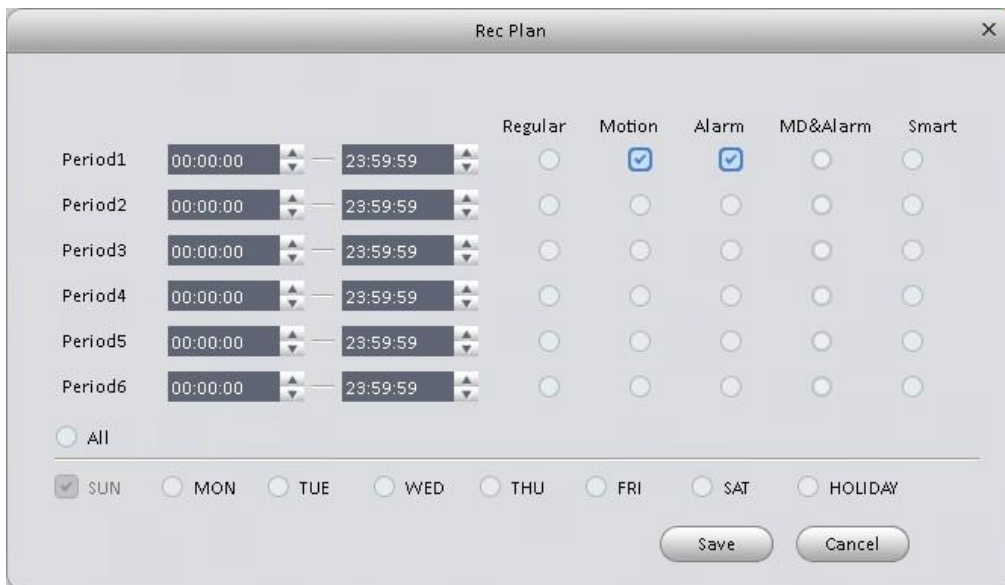 Rec Plan
Regular Motion Alarm MD&Alarm Smart
Period1 00:00:00 — 23:59:59
Period2 00:00:00 — 23:59:59
Period3 00:00:00 — 23:59:59
Period4 00:00:00 — 23:59:59
Period5 00:00:00 — 23:59:59
Period6 00:00:00 — 23:59:59
All
SUN MON TUE WED THU FRI SAT HOLIDAY
Save Cancel